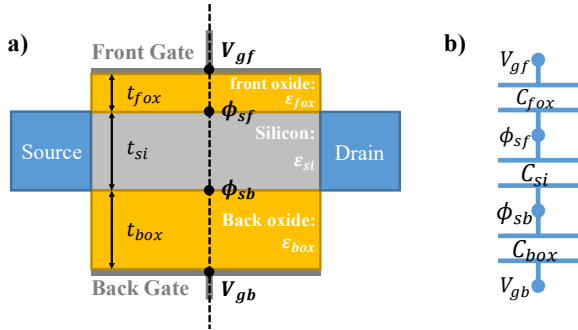 a)
Front Gate
V_gf
t_fox
front oxide:
ε_fox
ϕ_sf
Source
t_si
Silicon:
ε_si
Drain
ϕ_sb
t_box
Back oxide:
ε_box
Back Gate
V_gb
b)
V_gf
C_fox
ϕ_sf
C_si
ϕ_sb
C_box
V_gb